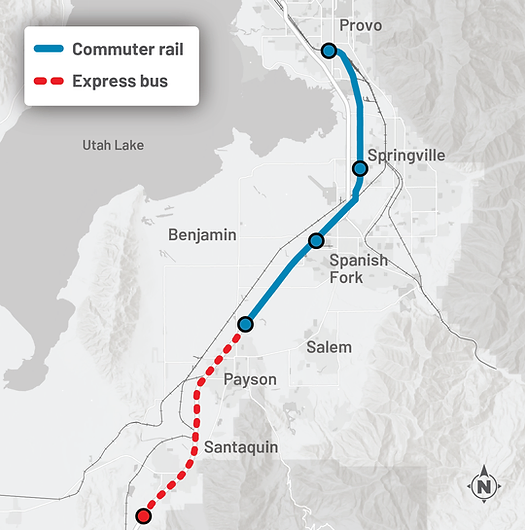 Provo
Commuter rail
Express bus
Utah Lake
Springville
Benjamin
Spanish
Fork
Salem
Payson
Santaquin
N